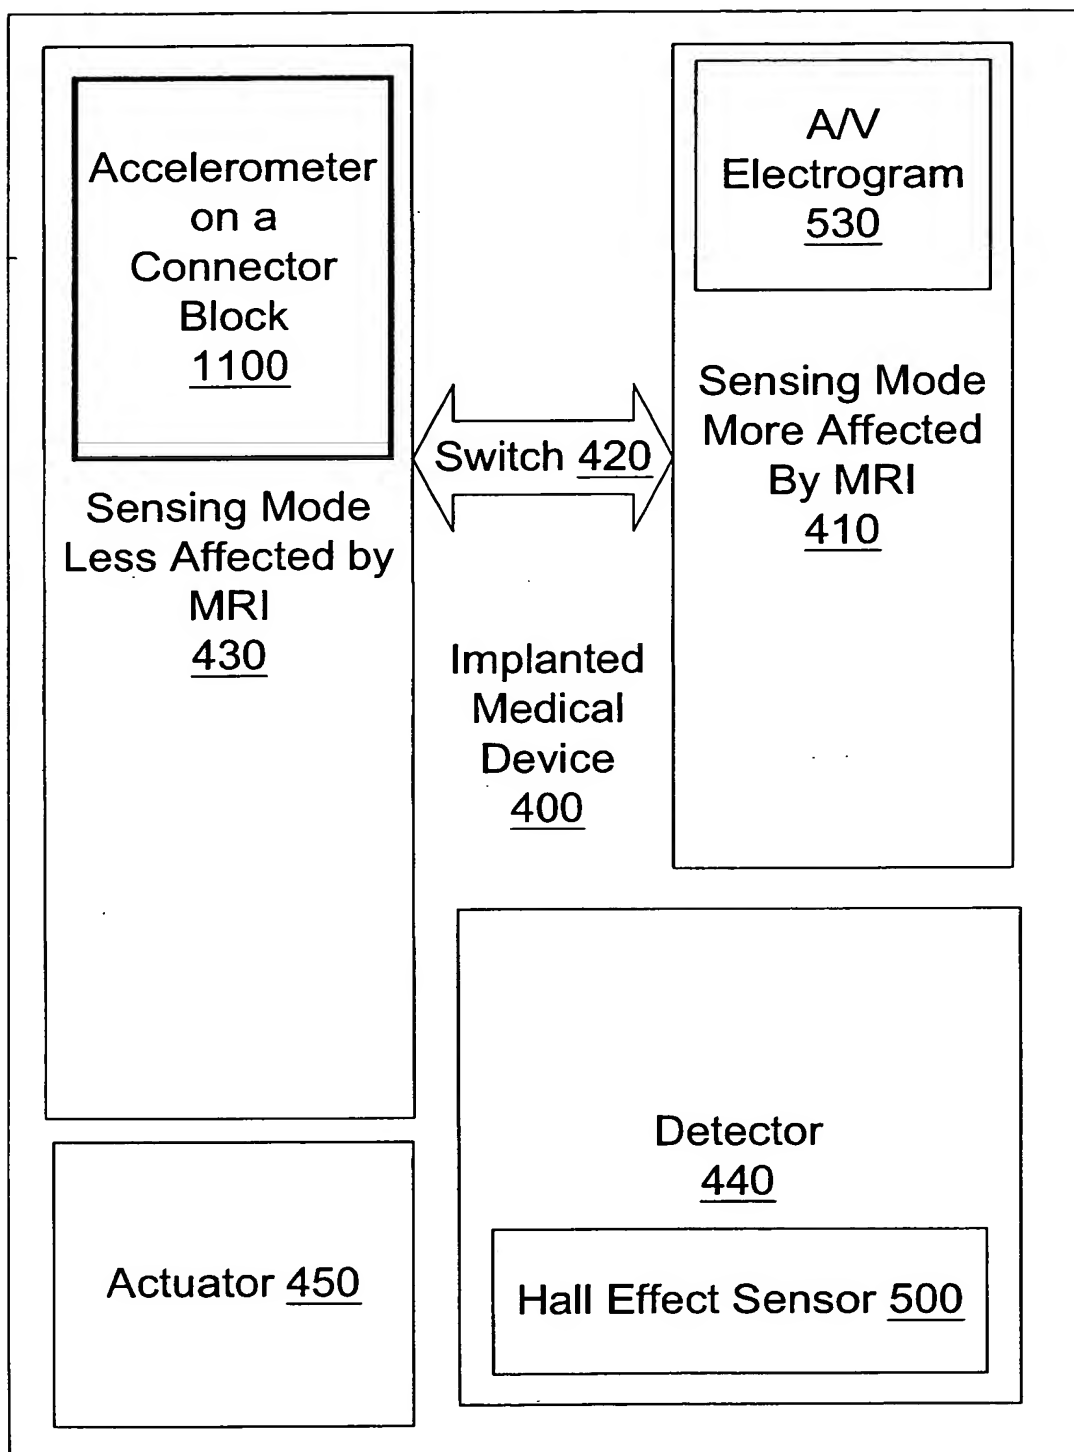 Accelerometer
on a
Connector
Block
1100
Sensing Mode
Less Affected by
MRI
430
Switch 420
A/V
Electrogram
530
Sensing Mode
More Affected
By MRI
410
Implanted
Medical
Device
400
Detector
440
Hall Effect Sensor 500
Actuator 450